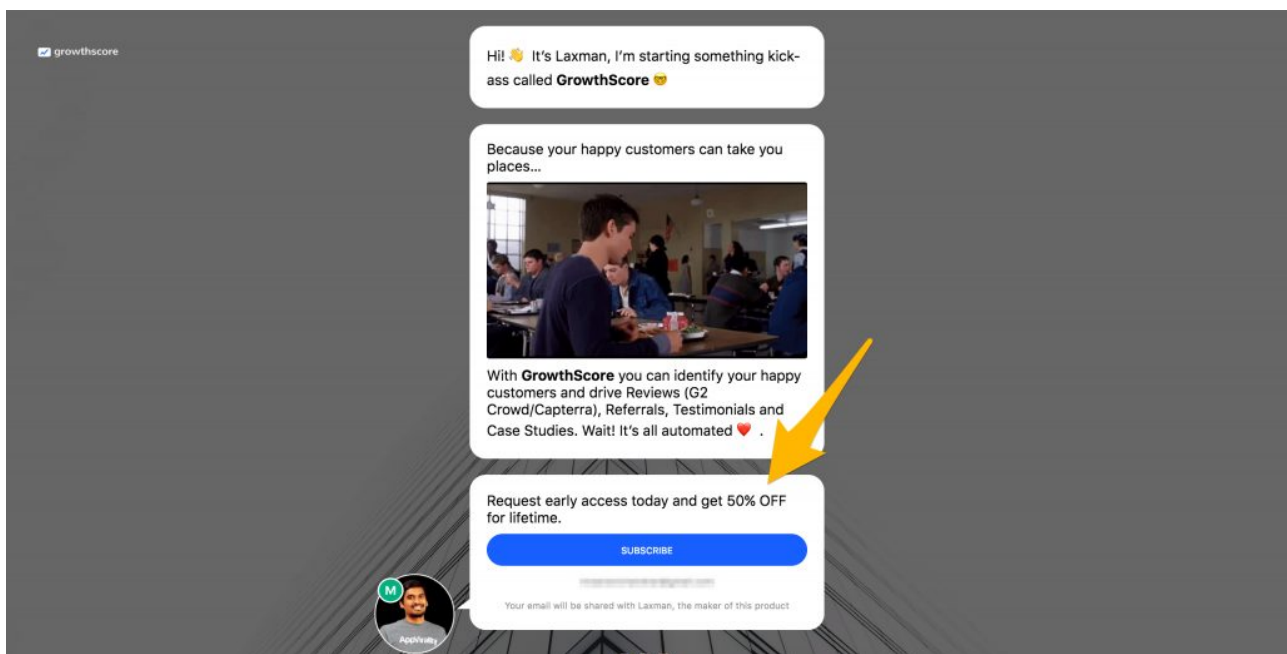 growthscore
Hi! 👋 It's Laxman, I'm starting something kick-
ass called GrowthScore 🤓
Because your happy customers can take you
places...
With GrowthScore you can identify your happy
customers and drive Reviews (G2
Crowd/Capterra), Referrals, Testimonials and
Case Studies. Wait! It's all automated ❤️ .
Request early access today and get 50% OFF
for lifetime.
SUBSCRIBE
M
Your email will be shared with Laxman, the maker of this product
AppVirality